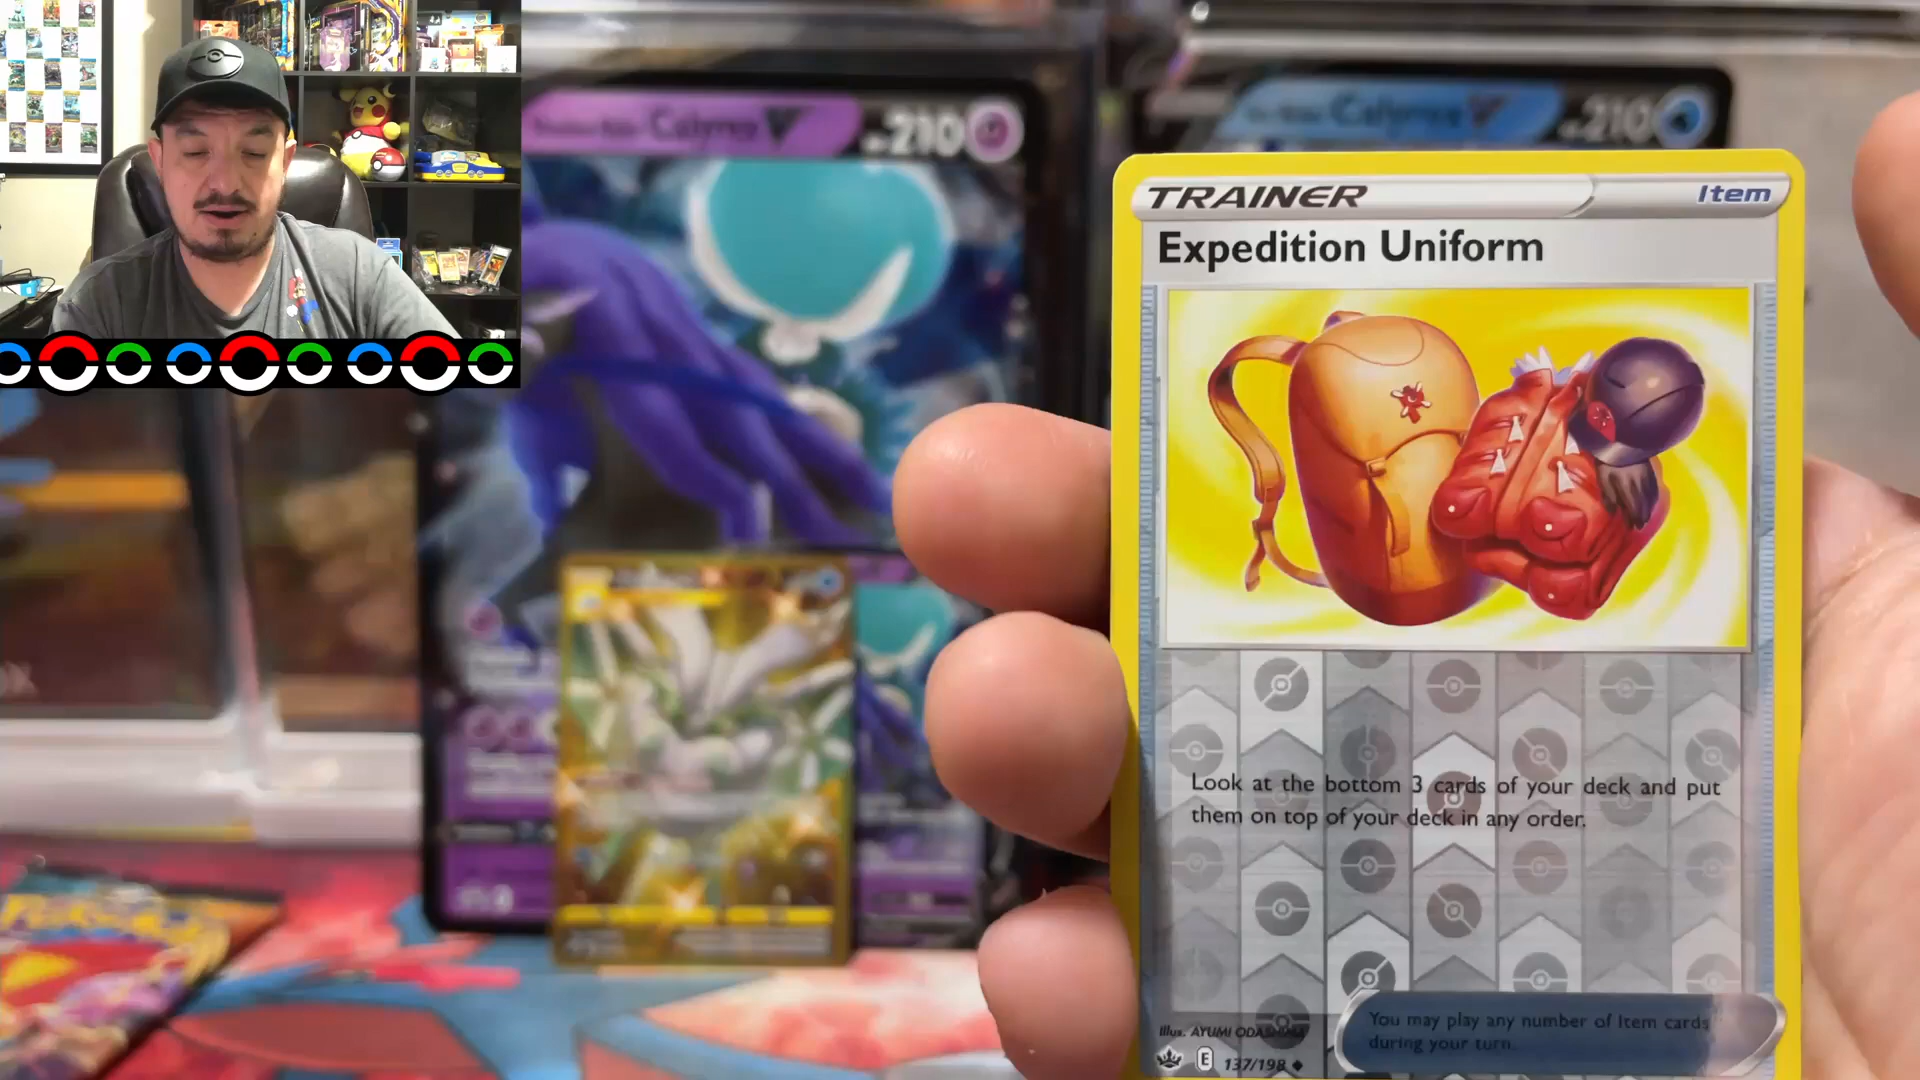 Calyrex V
210
Calyrex V
210
TRAINER
Item
Expedition Uniform
Look at the bottom 3 cards of your deck and put
them on top of your deck in any order.
You may play any number of Item cards
during your turn.
Illus. AYUMI ODASHIMA
E 137/198